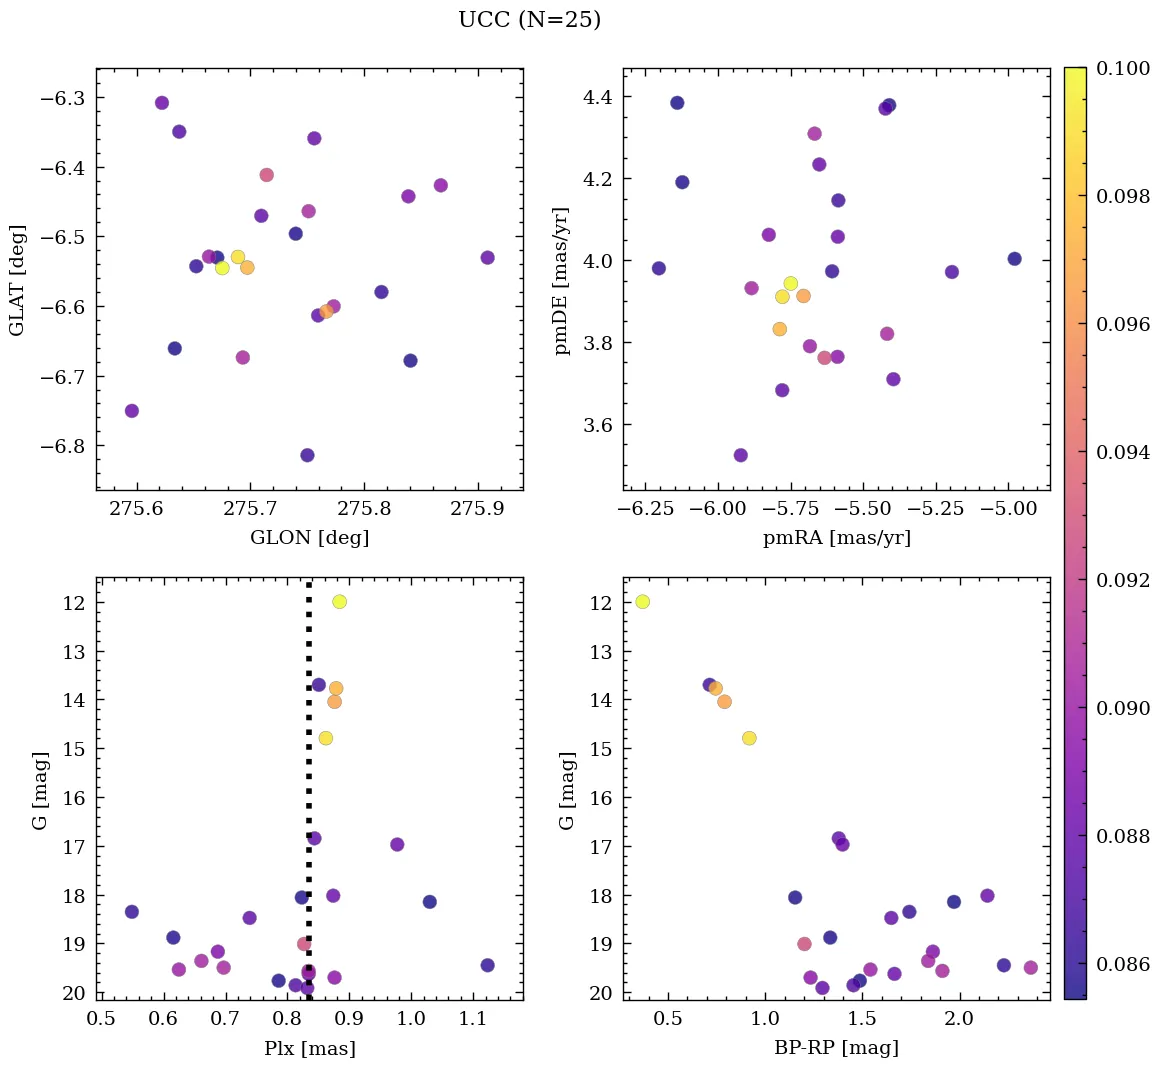 UCC (N=25)
−6.3
−6.4
−6.5
−6.6
−6.7
−6.8
GLAT [deg]
275.6 275.7 275.8 275.9
GLON [deg]
4.4
4.2
4.0
3.8
3.6
pmDE [mas/yr]
−6.25 −6.00 −5.75 −5.50 −5.25 −5.00
pmRA [mas/yr]
12
13
14
15
16
17
18
19
20
G [mag]
0.5 0.6 0.7 0.8 0.9 1.0 1.1
Plx [mas]
12
13
14
15
16
17
18
19
20
G [mag]
0.5 1.0 1.5 2.0
BP-RP [mag]
0.100
0.098
0.096
0.094
0.092
0.090
0.088
0.086